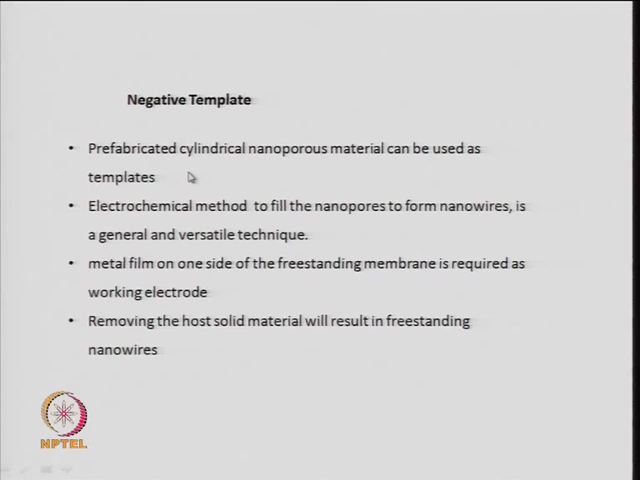 Negative Template
• Prefabricated cylindrical nanoporous material can be used as
templates
• Electrochemical method to fill the nanopores to form nanowires, is
a general and versatile technique.
• metal film on one side of the freestanding membrane is required as
working electrode
• Removing the host solid material will result in freestanding
nanowires
NPTEL